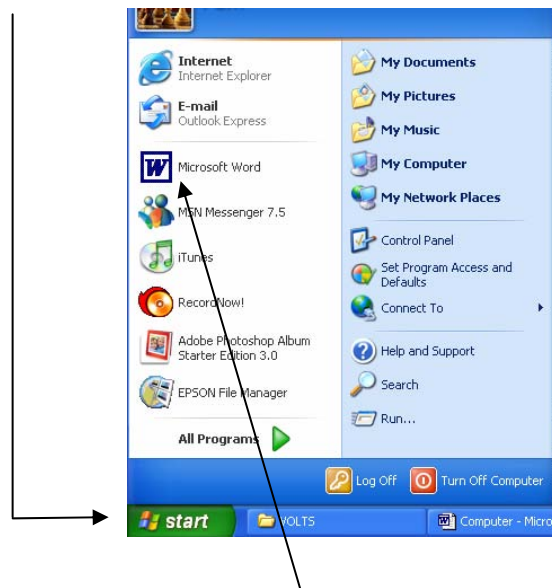 Internet
Internet Explorer
E-mail
Outlook Express
Microsoft Word
MSN Messenger 7.5
iTunes
RecordNow!
Adobe Photoshop Album
Starter Edition 3.0
EPSON File Manager
All Programs
My Documents
My Pictures
My Music
My Computer
My Network Places
Control Panel
Set Program Access and
Defaults
Connect To
Help and Support
Search
Run...
Log Off
Turn Off Computer
start
VOLTS
Computer - Micro